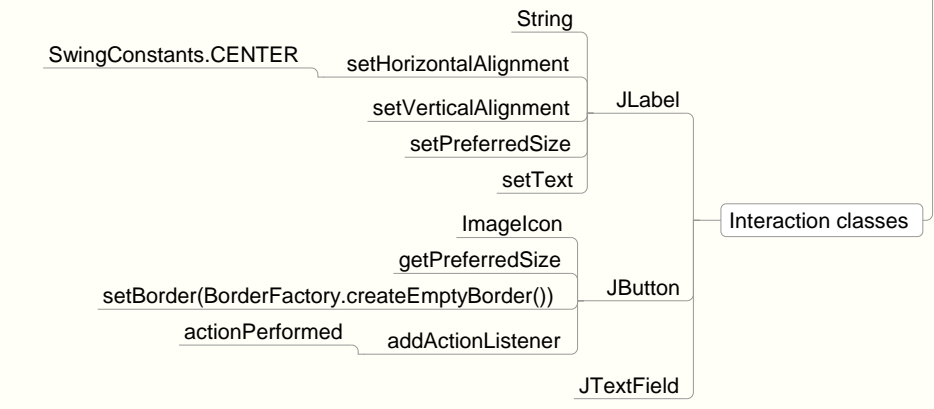 String
SwingConstants.CENTER
setHorizontalAlignment
setVerticalAlignment
JLabel
setPreferredSize
setText
Interaction classes
ImageIcon
getPreferredSize
setBorder(BorderFactory.createEmptyBorder())
JButton
actionPerformed
addActionListener
JTextField